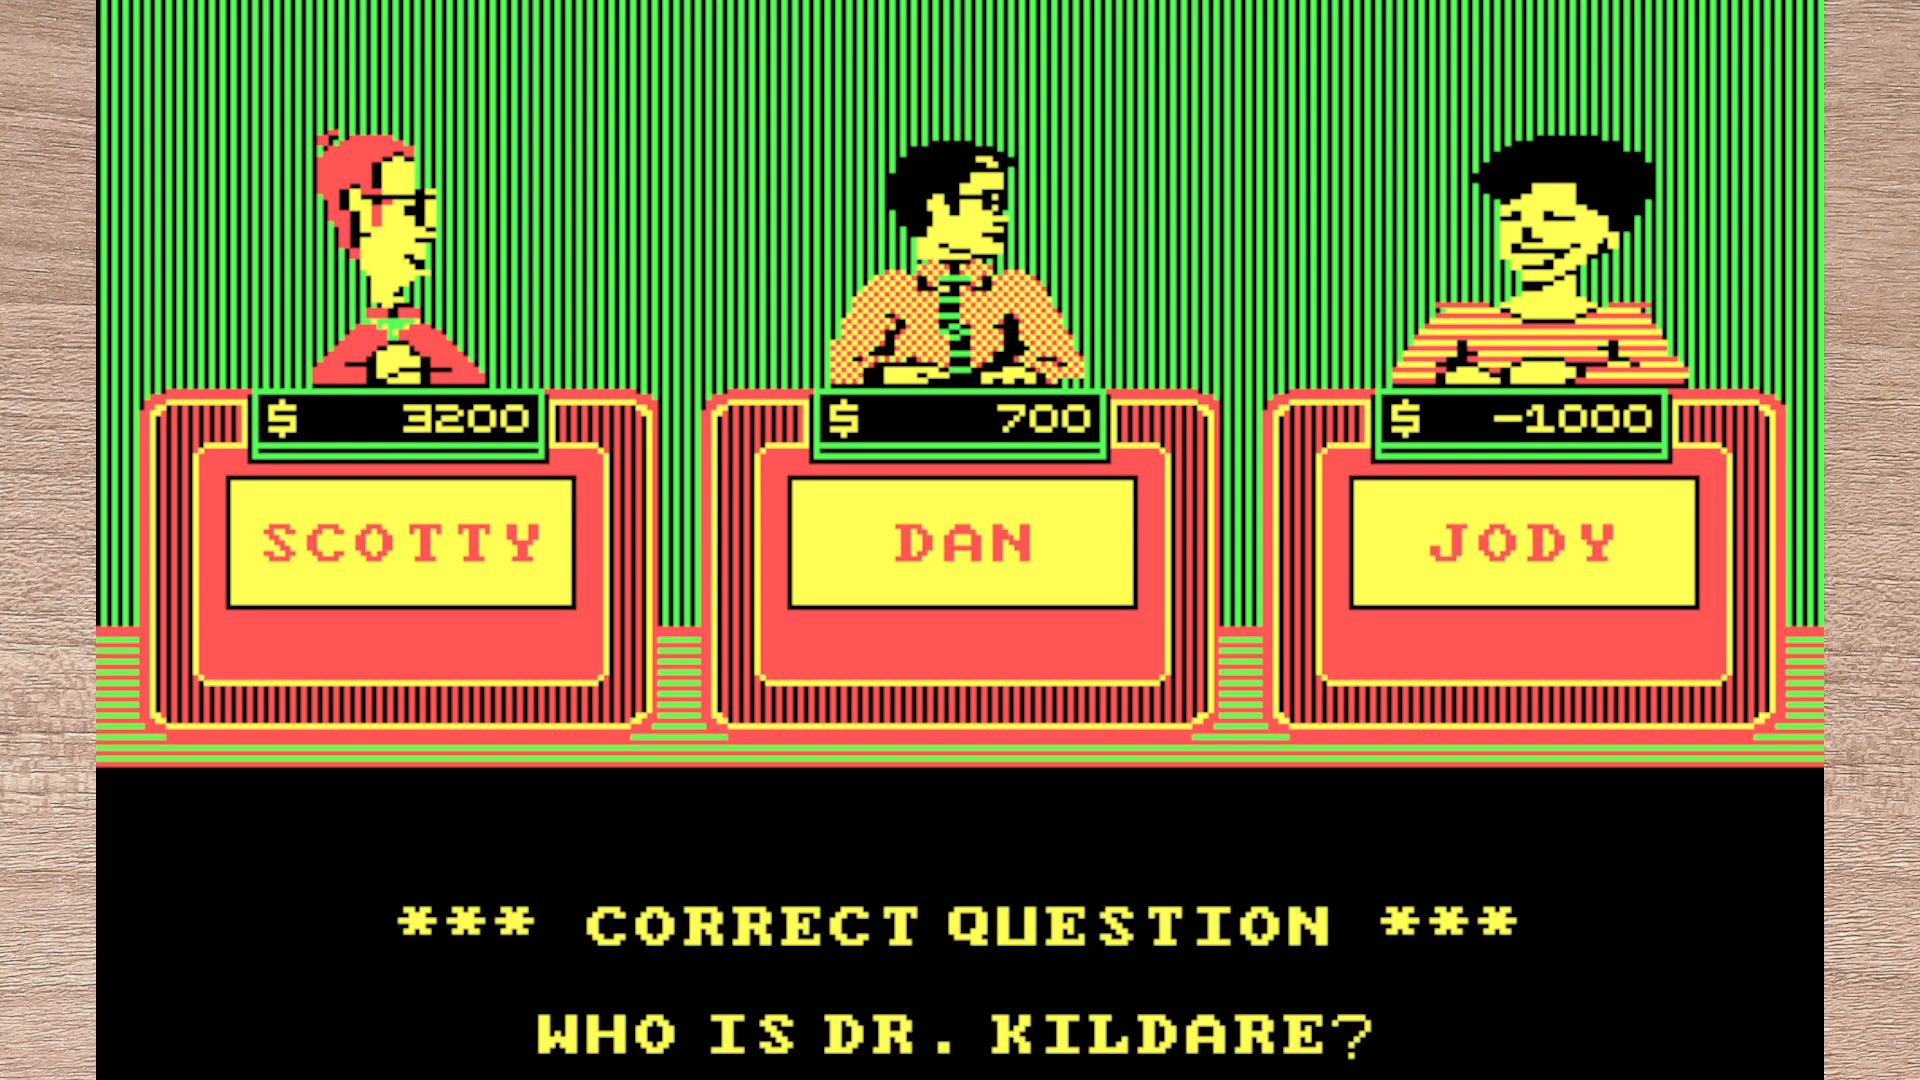 $ 3200
$ 700
$ -1000
SCOTTY
DAN
JODY
*** CORRECT QUESTION ***
WHO IS DR. KILDARE?